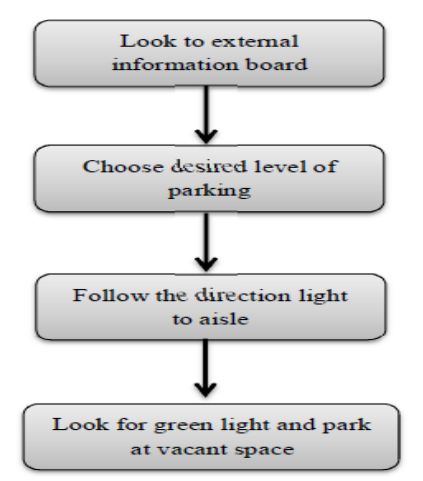 Look to external
information board
Choose desired level of
parking
Follow the direction light
to aisle
Look for green light and park
at vacant space